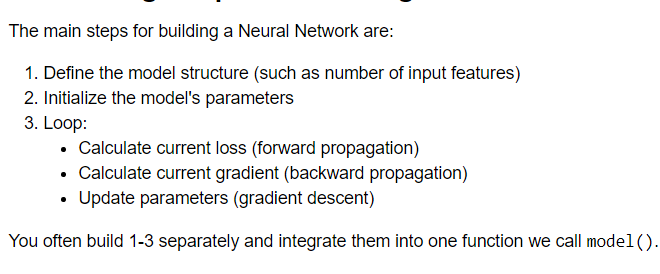 The main steps for building a Neural Network are:
1. Define the model structure (such as number of input features)
2. Initialize the model's parameters
3. Loop:
• Calculate current loss (forward propagation)
• Calculate current gradient (backward propagation)
• Update parameters (gradient descent)
You often build 1-3 separately and integrate them into one function we call model().